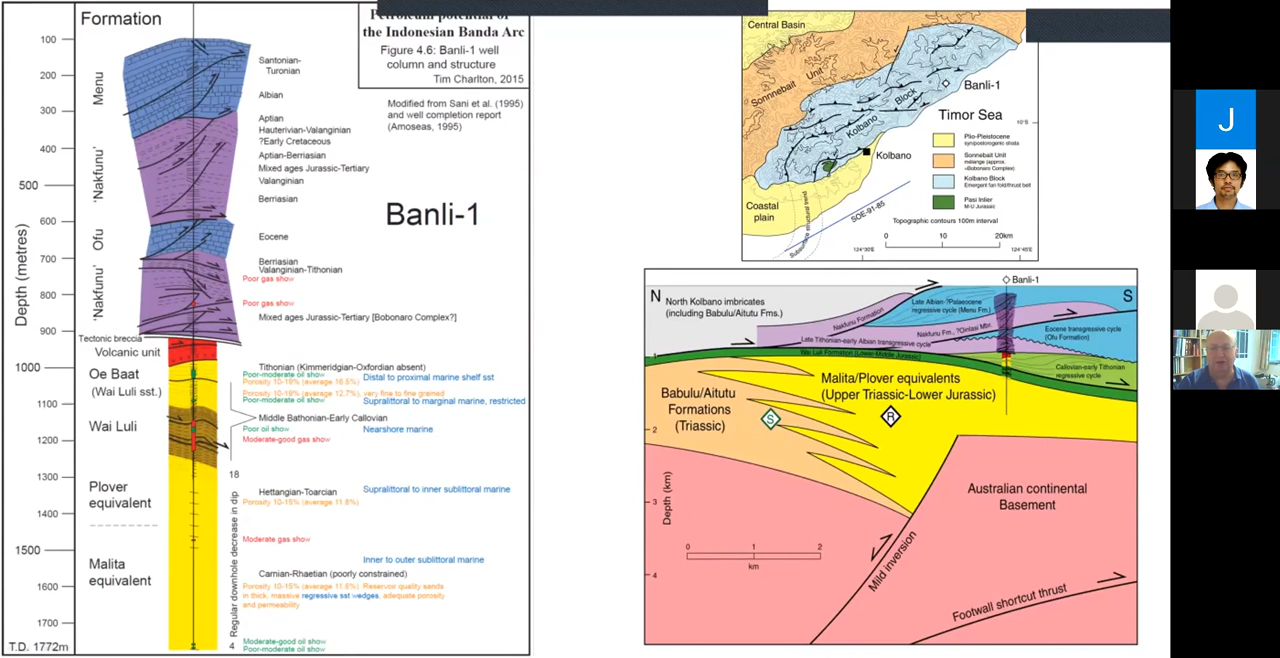 Formation
Petroleum potential of
the Indonesian Banda Arc
Figure 4.6: Banli-1 well
column and structure
Tim Charlton, 2015
Modified from Sani et al. (1995)
and well completion report
(Amoseas, 1995)
Banli-1
Depth (metres)
100
200
300
400
500
600
700
800
900
1000
1100
1200
1300
1400
1500
1600
1700
T.D. 1772m
Menu
'Nakfunu'
Ofu
'Nakfunu'
Tectonic breccia
Volcanic unit
Oe Baat
(Wai Luli sst.)
Wai Luli
Plover
equivalent
Malita
equivalent
Santonian-
Turonian
Albian
Aptian
Hauterivian-Valanginian
?Early Cretaceous
Aptian-Berriasian
Mixed ages Jurassic-Tertiary
Valanginian
Berriasian
Eocene
Berriasian
Valanginian-Tithonian
Poor gas show
Poor gas show
Mixed ages Jurassic-Tertiary [Bobonaro Complex?]
Tithonian (Kimmeridgian-Oxfordian absent)
Poor-moderate oil show
Distal to proximal marine shelf sst
Porosity 10-18% (average 16.5%)
Porosity 10-18% (average 12.7%), very fine to fine grained
Poor-moderate oil show
Supralittoral to marginal marine, restricted
Middle Bathonian-Early Callovian
Poor oil show
Nearshore marine
Moderate-good gas show
18
Hettangian-Toarcian
Supralittoral to inner sublittoral marine
Porosity 10-15% (average 11.8%)
Regular downhole decrease in dip
Moderate gas show
Inner to outer sublittoral marine
Carnian-Rhaetian (poorly constrained)
Porosity 10-15% (average 11.6%) Reservoir quality sands
in thick, massive regressive sst wedges, adequate porosity
and permeability
Moderate-good oil show
4
Poor-moderate oil show
Central Basin
Sonnnebait Unit
Kolbano Block
Banli-1
Timor Sea
10°S
Kolbano
Coastal
plain
Subsurface structural trend
SOE-91-85
Plio-Pleistocene
synpostorogenic strata
Sonnebait Unit
mélange (approx.
=Bobonaro Complex)
Kolbano Block
Emergent fan fold/thrust belt
Pasi Inlier
M-U Jurassic
Topographic contours 100m interval
0
10
20km
124°30'E
124°45'E
Banli-1
N
S
North Kolbano imbricates
(including Babulu/Aitutu Fms.)
Late Albian-?Palaeocene
regressive cycle (Menu Fm.)
Nakfunu Formation
Nakfunu Fm., ?Oinlasi Mbr.
Late Tithonian-early Albian transgressive cycle
Eocene transgressive cycle
(Ofu Formation)
Wai Luli Formation (Lower-Middle Jurassic)
Callovian-early Tithonian
regressive cycle
Babulu/Aitutu
Formations
(Triassic)
Malita/Plover equivalents
(Upper Triassic-Lower Jurassic)
S
R
Depth (km)
1
2
3
4
0
1
2
km
Australian continental
Basement
Mild inversion
Footwall shortcut thrust
J